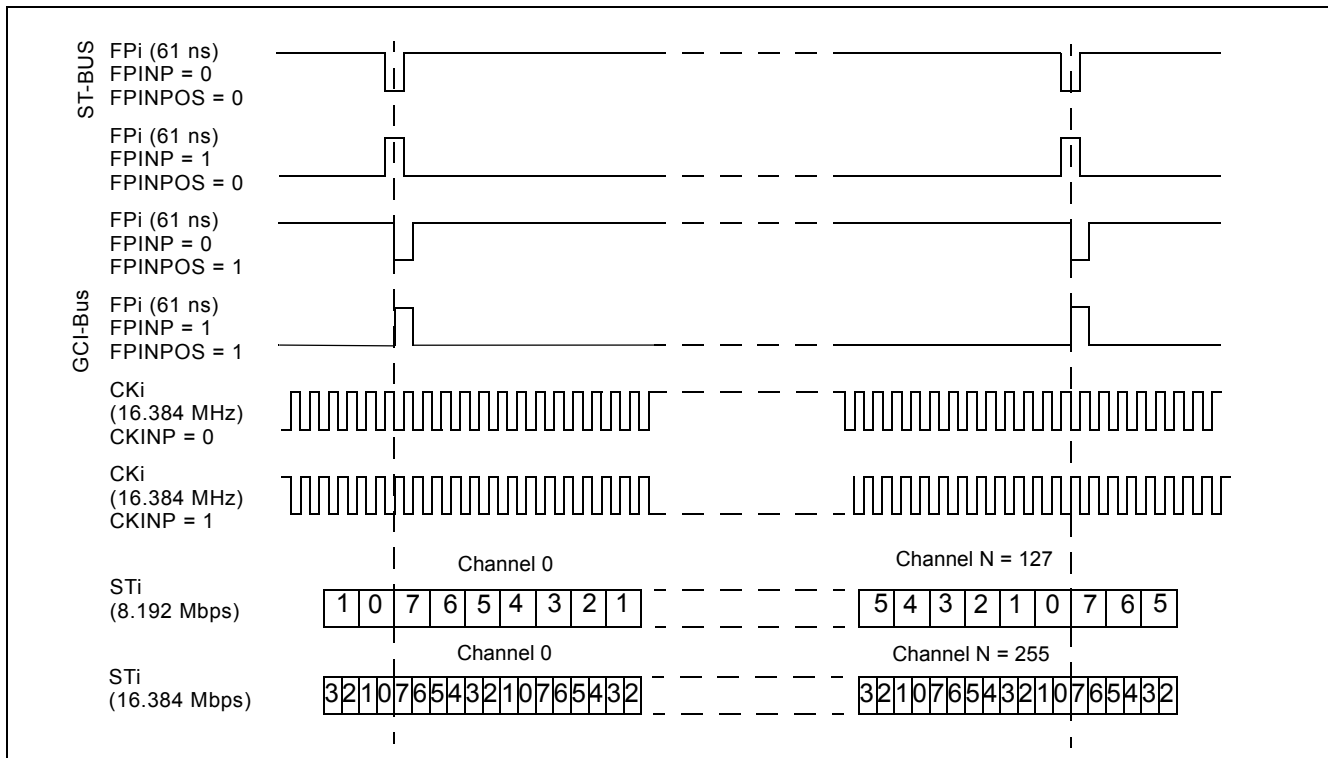 ST-BUS
FPi (61 ns)
FPINP = 0
FPINPOS = 0
FPi (61 ns)
FPINP = 1
FPINPOS = 0
FPi (61 ns)
FPINP = 0
FPINPOS = 1
GCI-Bus
FPi (61 ns)
FPINP = 1
FPINPOS = 1
CKi
(16.384 MHz)
CKINP = 0
CKi
(16.384 MHz)
CKINP = 1
Channel 0
Channel N = 127
STi
(8.192 Mbps)
1 0 7 6 5 4 3 2 1
5 4 3 2 1 0 7 6 5
Channel 0
Channel N = 255
STi
(16.384 Mbps)
3 2 1 0 7 6 5 4 3 2 1 0 7 6 5 4 3 2
3 2 1 0 7 6 5 4 3 2 1 0 7 6 5 4 3 2